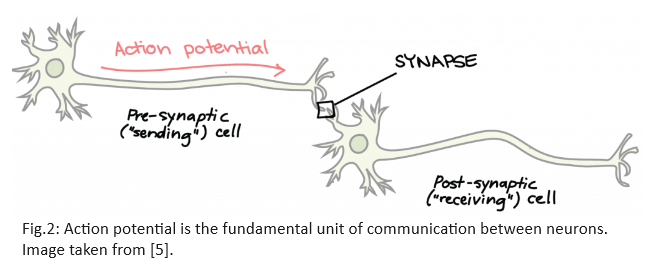 Action potential
SYNAPSE
Pre-synaptic
("sending") cell
Post-synaptic
("receiving") cell
Fig.2: Action potential is the fundamental unit of communication between neurons.
Image taken from [5].